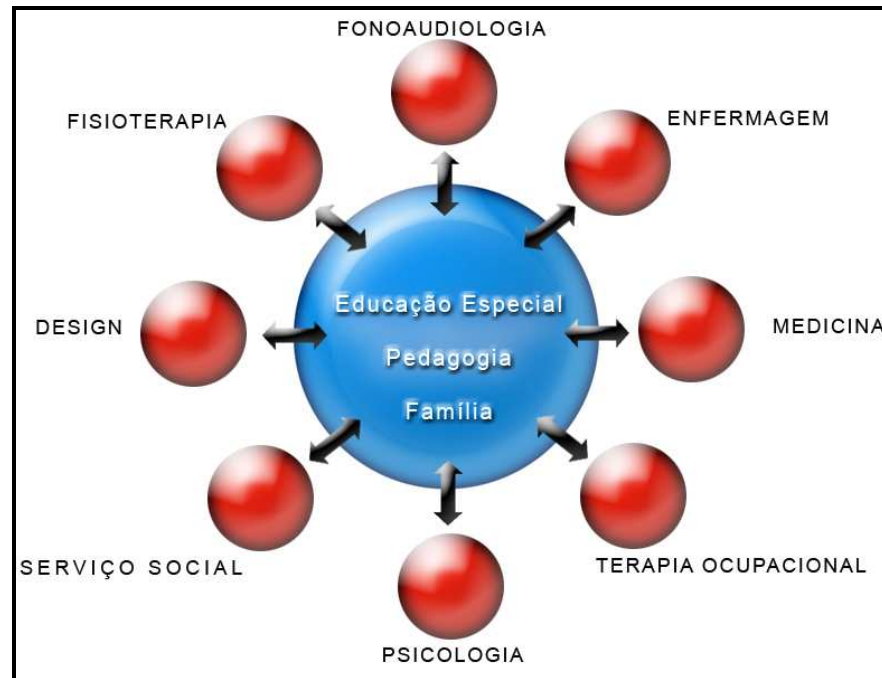 FONOAUDIOLOGIA
FISIOTERAPIA
ENFERMAGEM
Educação Especial
DESIGN
MEDICINA
Pedagogia
Família
SERVIÇO SOCIAL
TERAPIA OCUPACIONAL
PSICOLOGIA